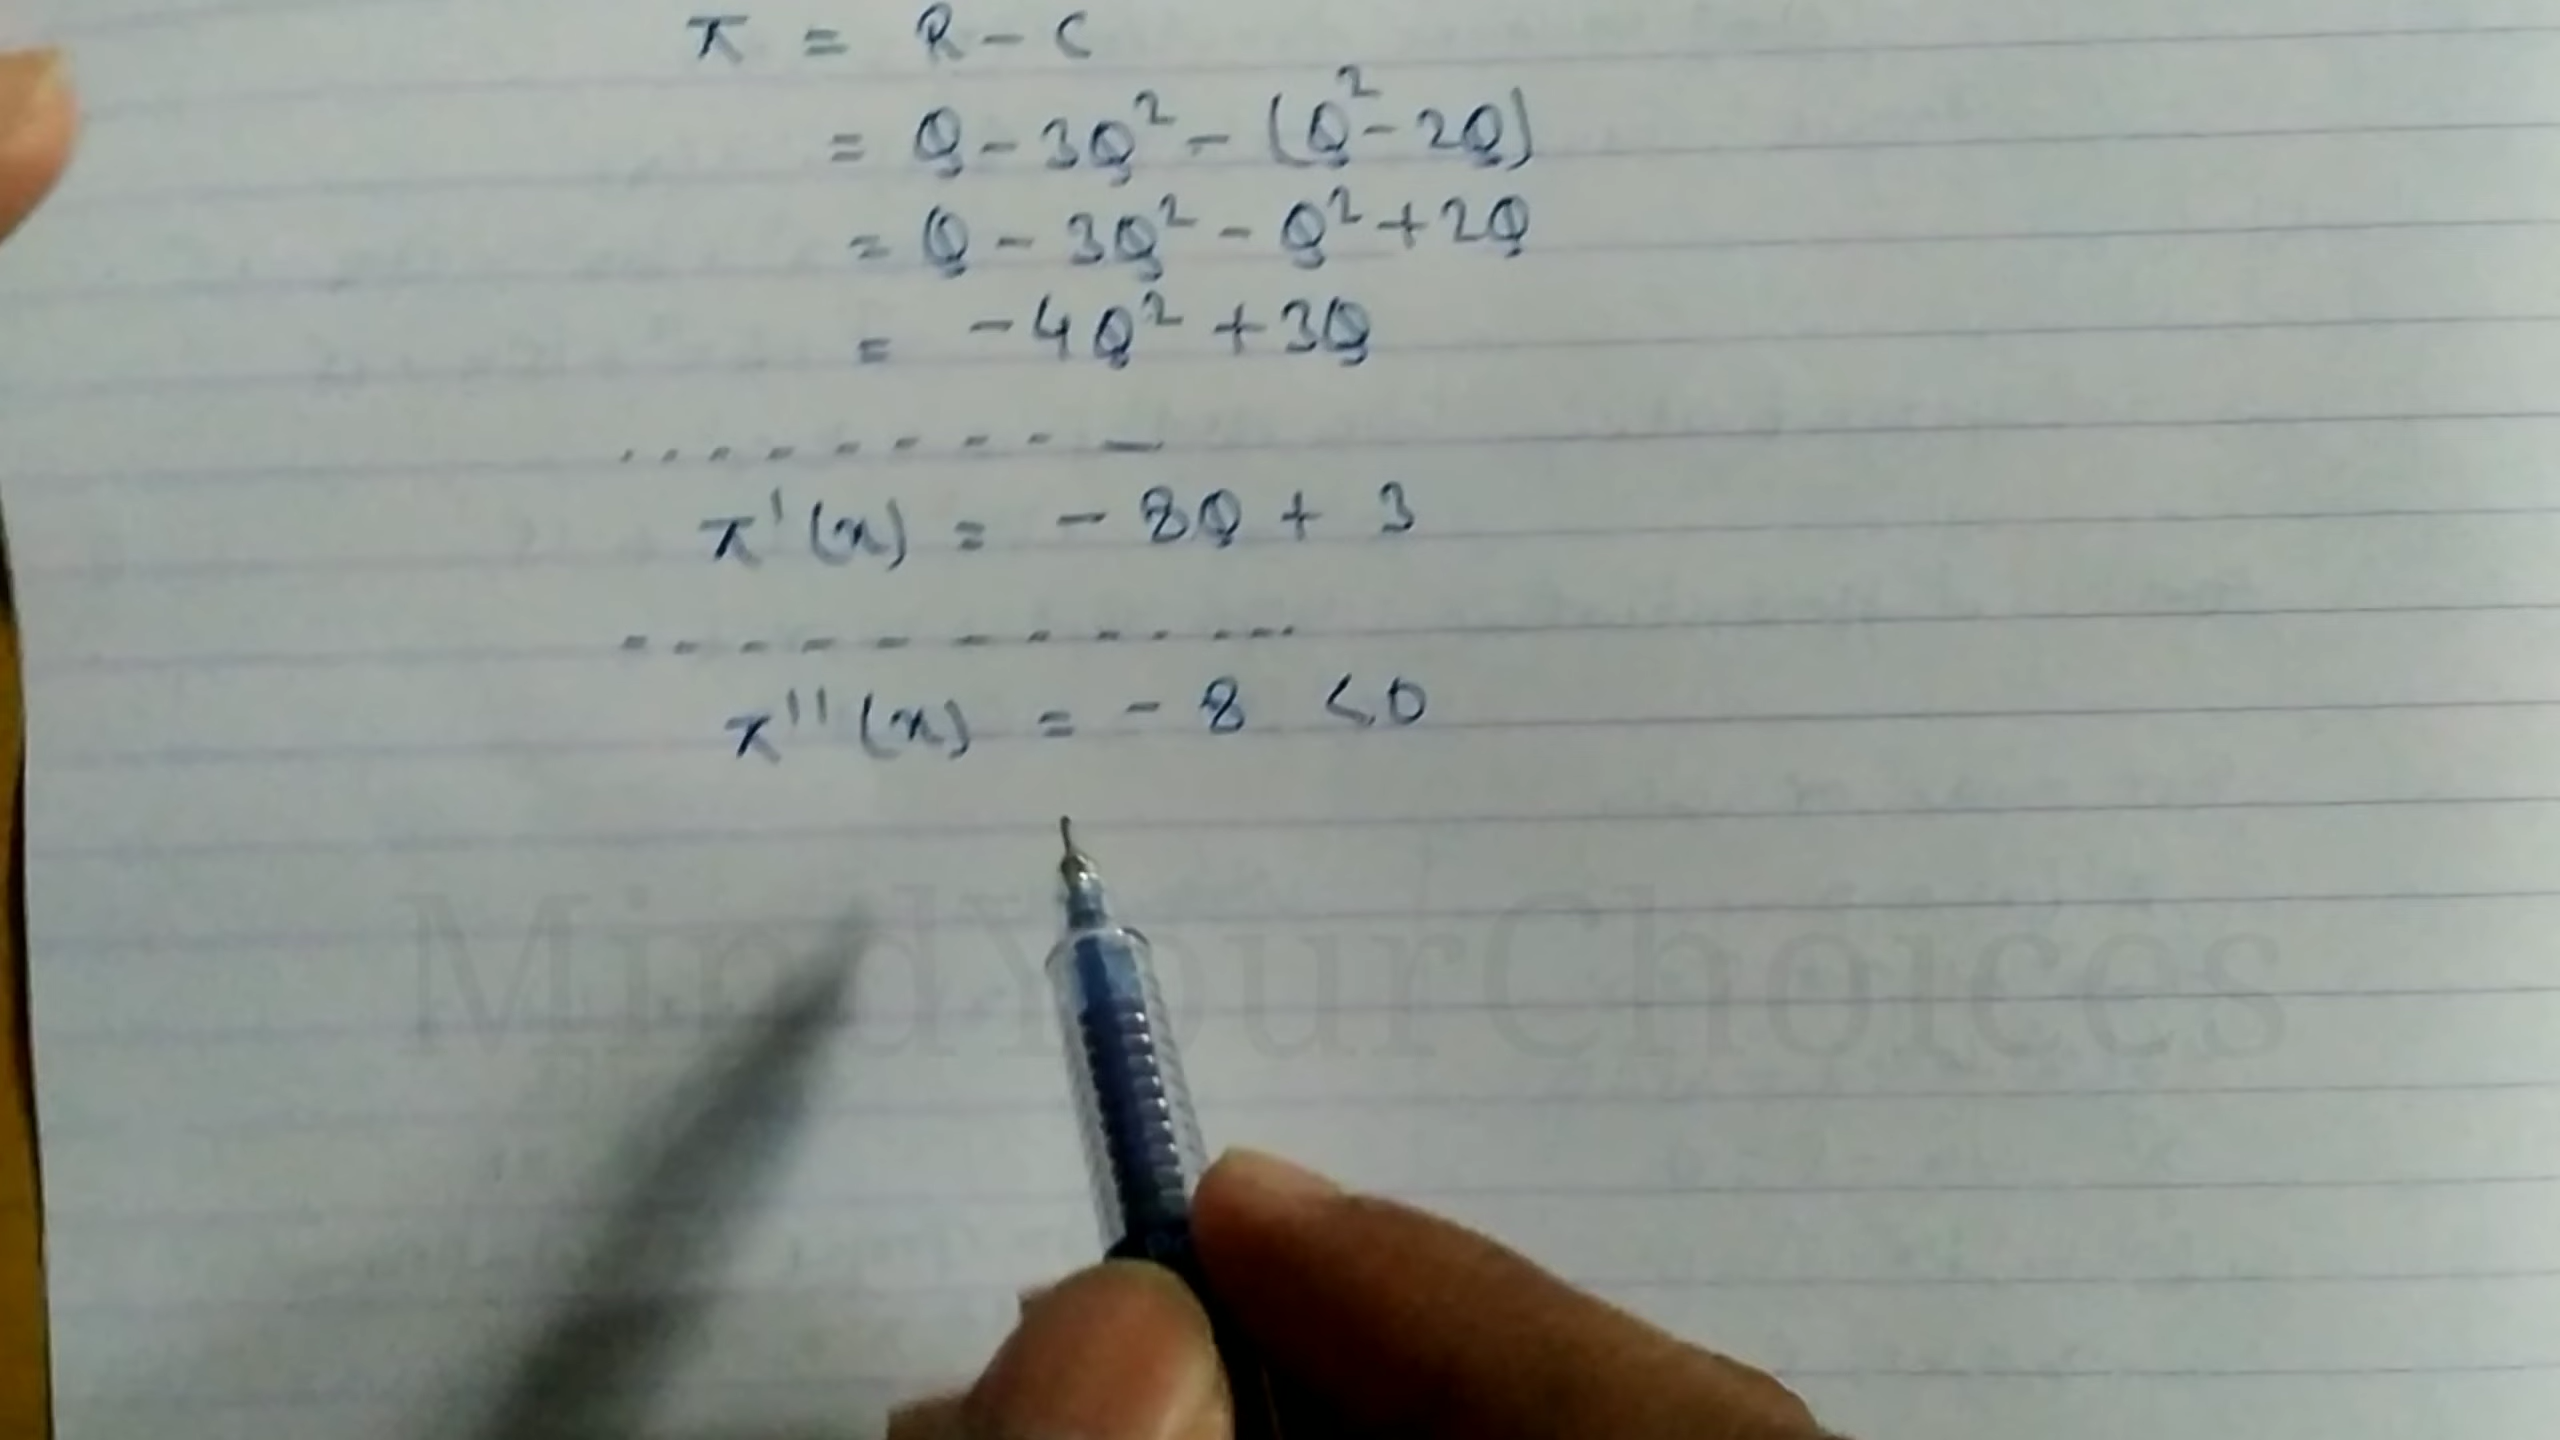 π = R - C
= Q - 3Q² - (Q² - 2Q)
= Q - 3Q² - Q² + 2Q
= -4Q² + 3Q
π'(x) = - 8Q + 3
π''(x) = - 8 <0
MindYourChoices